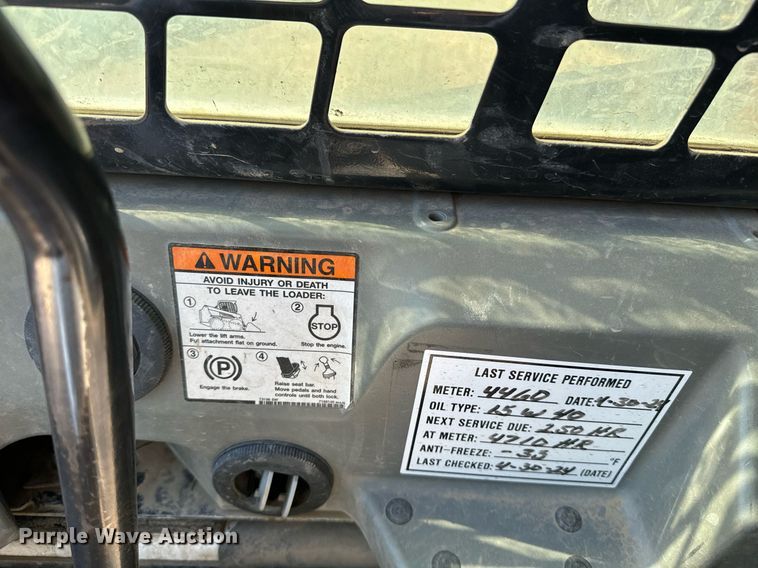 WARNING
AVOID INJURY OR DEATH
TO LEAVE THE LOADER:
1
2
STOP
Lower the lift arms.
Put attachment flat on ground.
Stop the engine.
3
4
P
Engage the brake.
Raise seat bar.
Move pedals and hand
controls until both lock.
LAST SERVICE PERFORMED
METER: 4460 DATE: 4-30-24
OIL TYPE: 15 W 40
NEXT SERVICE DUE: 250 HR
AT METER: 4710 HR
ANTI-FREEZE: -33 °F
LAST CHECKED: 4-30-24 (DATE)
Purple Wave Auction